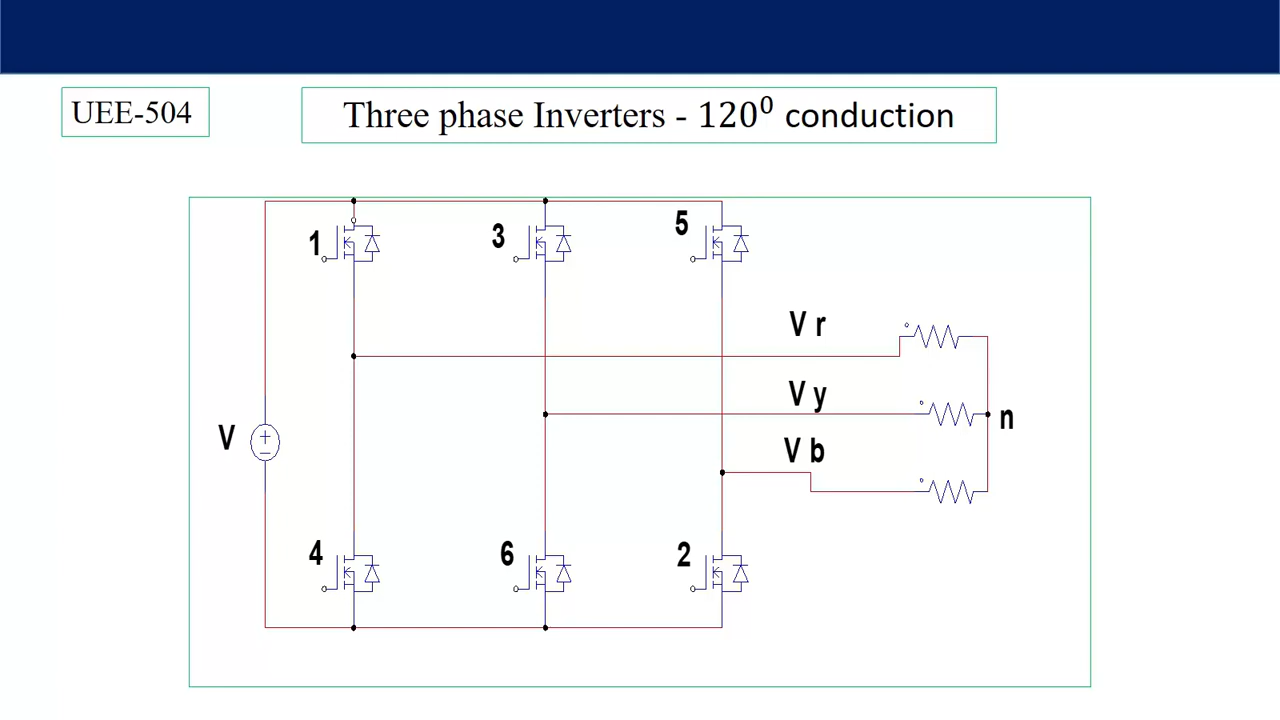 UEE-504
Three phase Inverters - 120⁰ conduction
1
3
5
V r
V y
n
V b
V
4
6
2